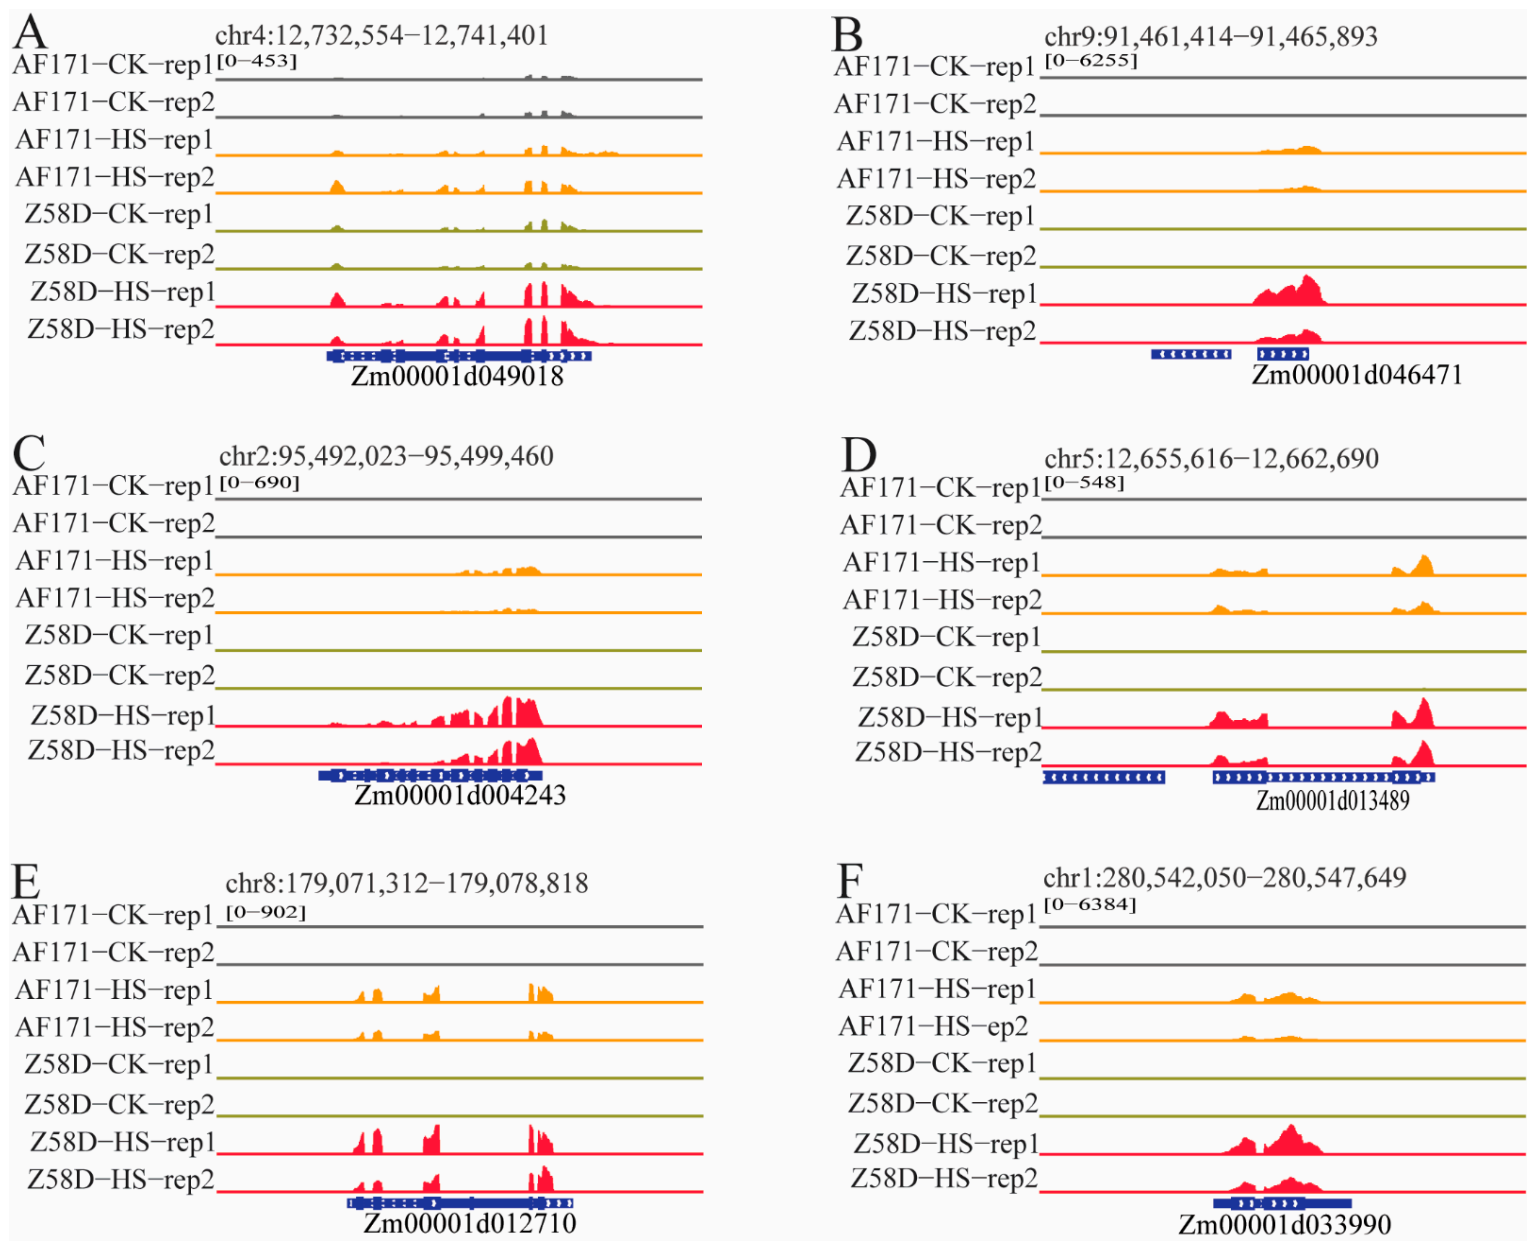 A
chr4:12,732,554−12,741,401
AF171−CK−rep1 [0−453]
AF171−CK−rep2
AF171−HS−rep1
AF171−HS−rep2
Z58D−CK−rep1
Z58D−CK−rep2
Z58D−HS−rep1
Z58D−HS−rep2
Zm00001d049018
B
chr9:91,461,414−91,465,893
AF171−CK−rep1 [0−6255]
AF171−CK−rep2
AF171−HS−rep1
AF171−HS−rep2
Z58D−CK−rep1
Z58D−CK−rep2
Z58D−HS−rep1
Z58D−HS−rep2
Zm00001d046471
C
chr2:95,492,023−95,499,460
AF171−CK−rep1 [0−690]
AF171−CK−rep2
AF171−HS−rep1
AF171−HS−rep2
Z58D−CK−rep1
Z58D−CK−rep2
Z58D−HS−rep1
Z58D−HS−rep2
Zm00001d004243
D
chr5:12,655,616−12,662,690
AF171−CK−rep1 [0−548]
AF171−CK−rep2
AF171−HS−rep1
AF171−HS−rep2
Z58D−CK−rep1
Z58D−CK−rep2
Z58D−HS−rep1
Z58D−HS−rep2
Zm00001d013489
E
chr8:179,071,312−179,078,818
AF171−CK−rep1 [0−902]
AF171−CK−rep2
AF171−HS−rep1
AF171−HS−rep2
Z58D−CK−rep1
Z58D−CK−rep2
Z58D−HS−rep1
Z58D−HS−rep2
Zm00001d012710
F
chr1:280,542,050−280,547,649
AF171−CK−rep1 [0−6384]
AF171−CK−rep2
AF171−HS−rep1
AF171−HS−ep2
Z58D−CK−rep1
Z58D−CK−rep2
Z58D−HS−rep1
Z58D−HS−rep2
Zm00001d033990